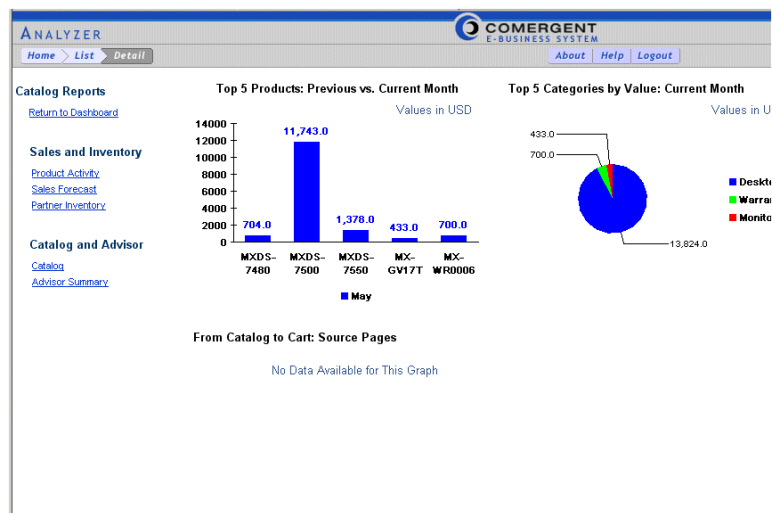 ANALYZER
COMERGENT
E-BUSINESS SYSTEM
Home List Detail
About Help Logout
Catalog Reports
Return to Dashboard
Sales and Inventory
Product Activity
Sales Forecast
Partner Inventory
Catalog and Advisor
Catalog
Advisor Summary
Top 5 Products: Previous vs. Current Month
Values in USD
14000
12000
10000
8000
6000
4000
2000
0
704.0
11,743.0
1,378.0
433.0
700.0
MXDS-
7480
MXDS-
7500
MXDS-
7550
MX-
GV17T
MX-
WR0006
May
Top 5 Categories by Value: Current Month
Values in U
433.0
700.0
13,824.0
Deskto
Warran
Monito
From Catalog to Cart: Source Pages
No Data Available for This Graph